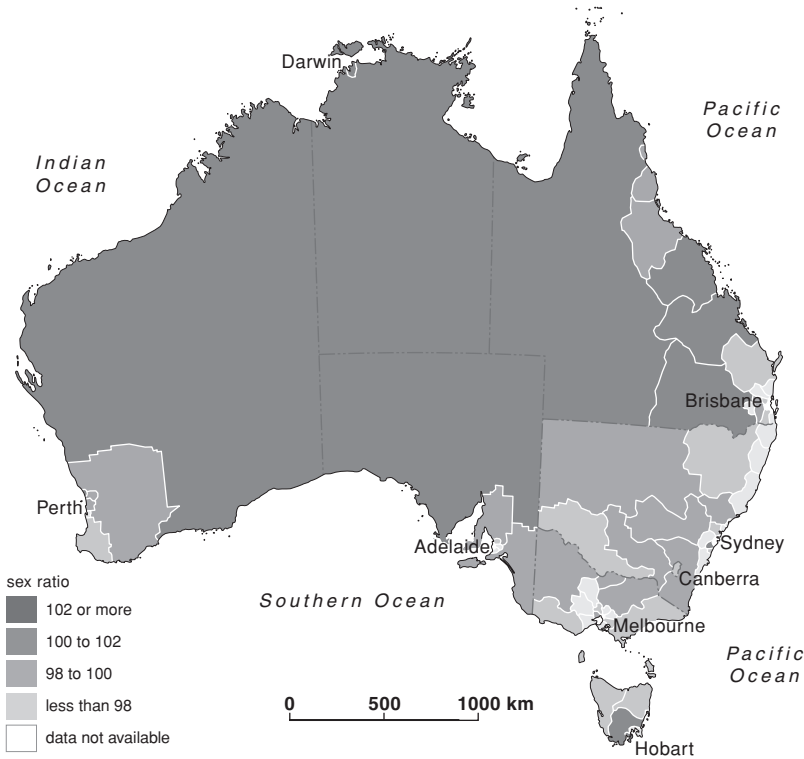 Darwin
Pacific
Ocean
Indian
Ocean
Brisbane
Perth
Adelaide
Sydney
Canberra
Southern Ocean
Melbourne
Pacific
Ocean
Hobart
sex ratio
102 or more
100 to 102
98 to 100
less than 98
data not available
0 500 1000 km